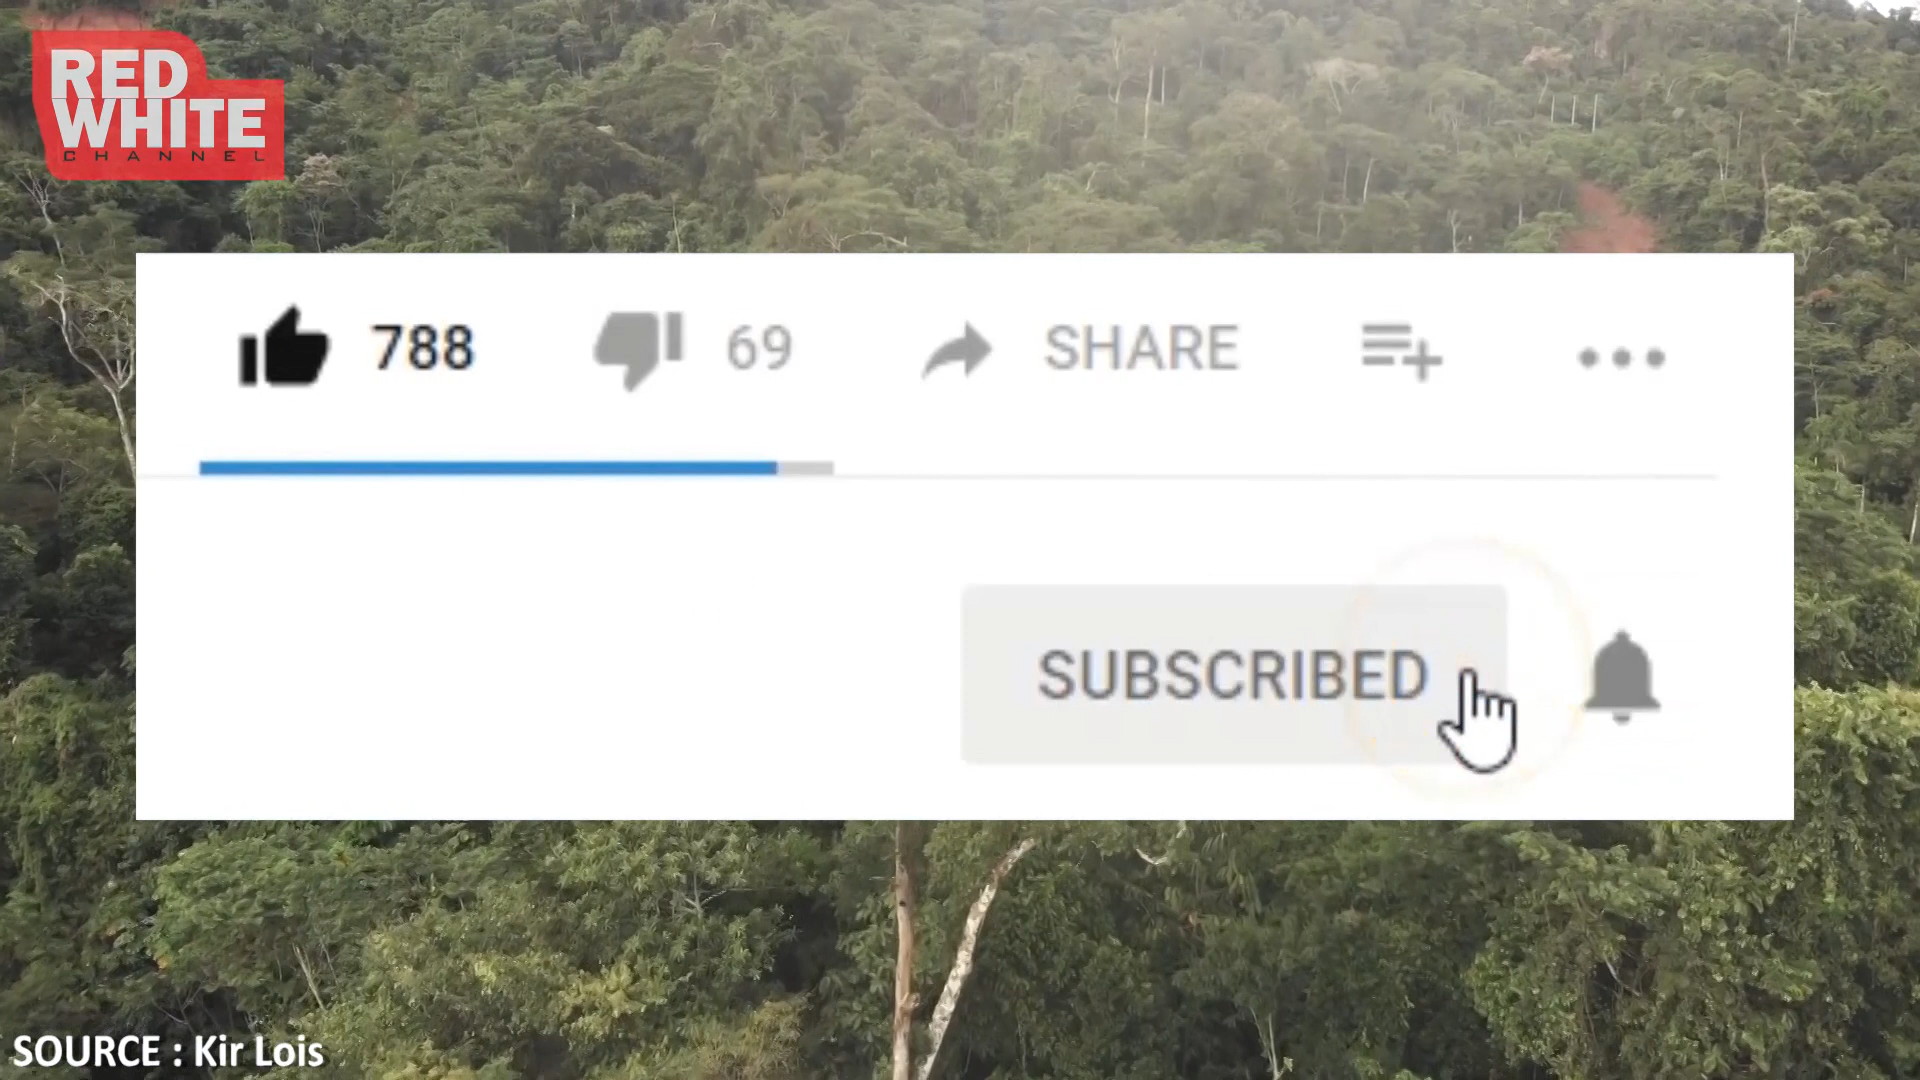 RED
WHITE
CHANNEL
788 69 SHARE
SUBSCRIBED
SOURCE : Kir Lois